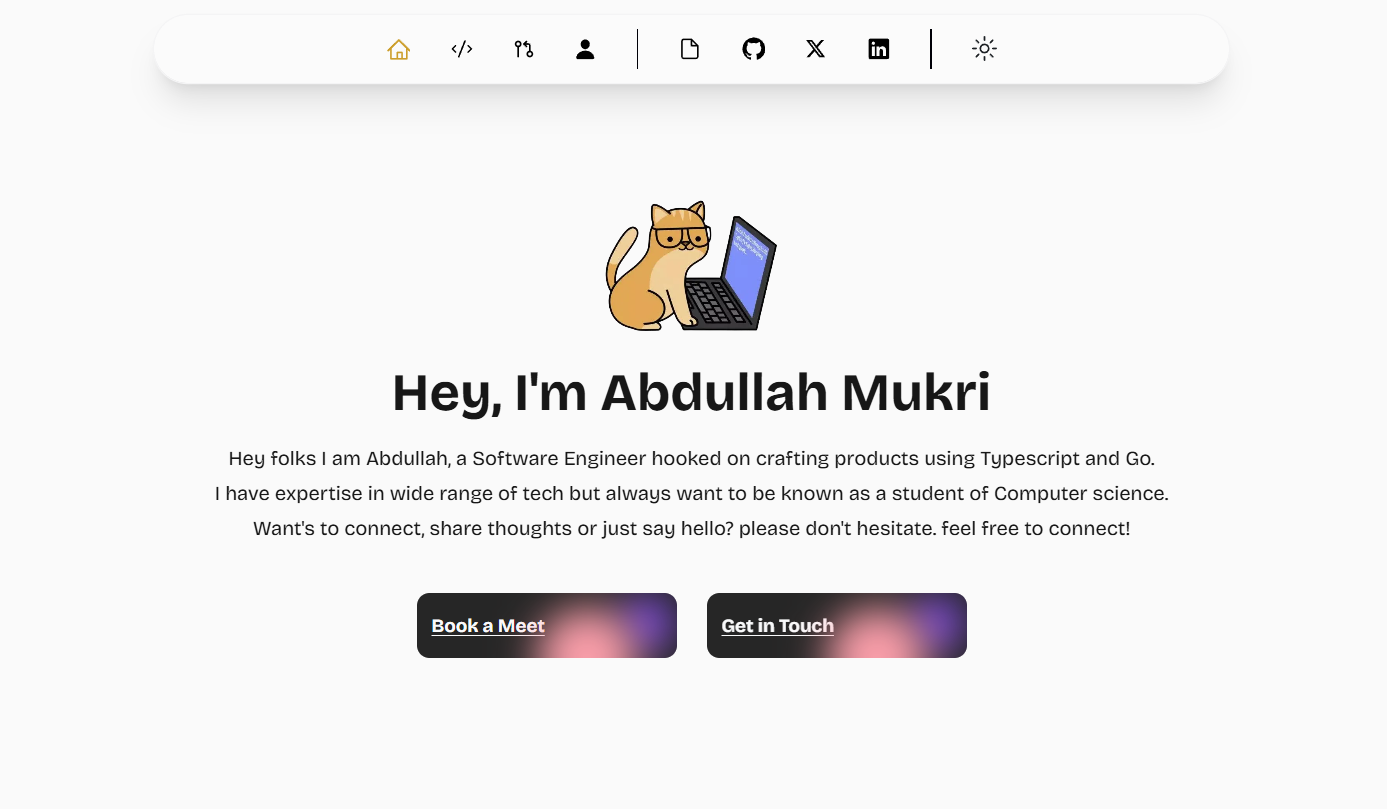 Hey, I'm Abdullah Mukri
Hey folks I am Abdullah, a Software Engineer hooked on crafting products using Typescript and Go.
I have expertise in wide range of tech but always want to be known as a student of Computer science.
Want's to connect, share thoughts or just say hello? please don't hesitate. feel free to connect!
Book a Meet
Get in Touch